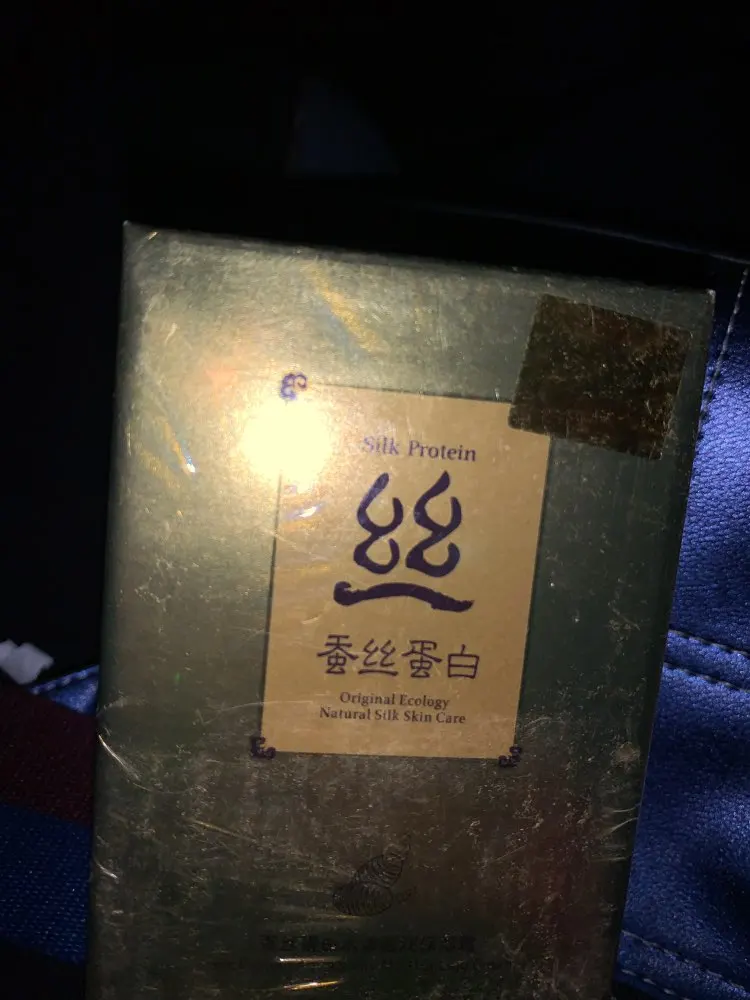 Silk Protein
丝
蚕丝蛋白
Original Ecology
Natural Silk Skin Care